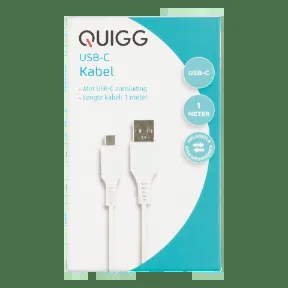 QUIGG
USB-C
Kabel
• Met USB-C aansluiting
• Lengte kabel: 1 meter
USB-C
1
METER